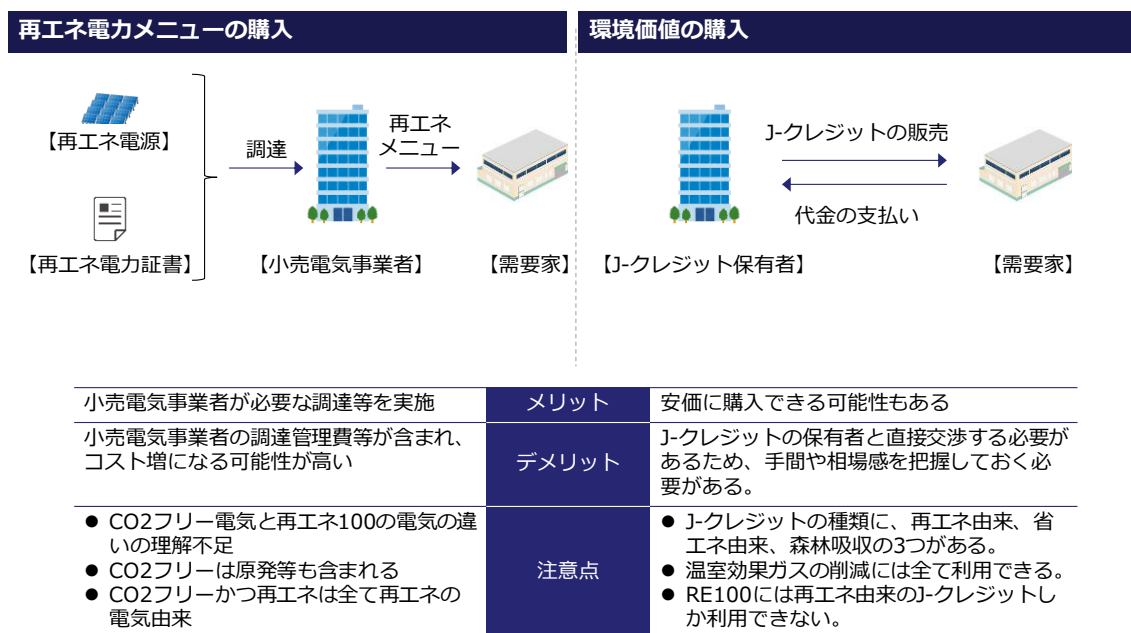 再エネ電力メニューの購入
【再エネ電源】
【再エネ電力証書】
調達
【小売電気事業者】
再エネ
メニュー
【需要家】
環境価値の購入
【J-クレジット保有者】
J-クレジットの販売
代金の支払い
【需要家】
小売電気事業者が必要な調達等を実施
メリット
安価に購入できる可能性もある
小売電気事業者の調達管理費等が含まれ、
コスト増になる可能性が高い
デメリット
J-クレジットの保有者と直接交渉する必要が
あるため、手間や相場感を把握しておく必
要がある。
● CO2フリー電気と再エネ100の電気の違
いの理解不足
● CO2フリーは原発等も含まれる
● CO2フリーかつ再エネは全て再エネの
電気由来
注意点
● J-クレジットの種類に、再エネ由来、省
エネ由来、森林吸収の3つがある。
● 温室効果ガスの削減には全て利用できる。
● RE100には再エネ由来のJ-クレジットし
か利用できない。